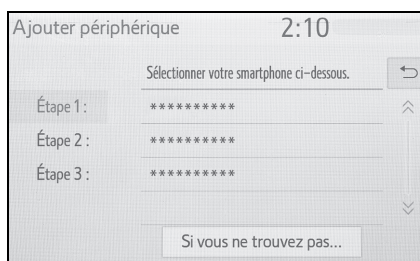 Ajouter périphérique 2:10
Sélectionner votre smartphone ci-dessous.
Étape 1 : **********
Étape 2 : **********
Étape 3 : **********
Si vous ne trouvez pas...